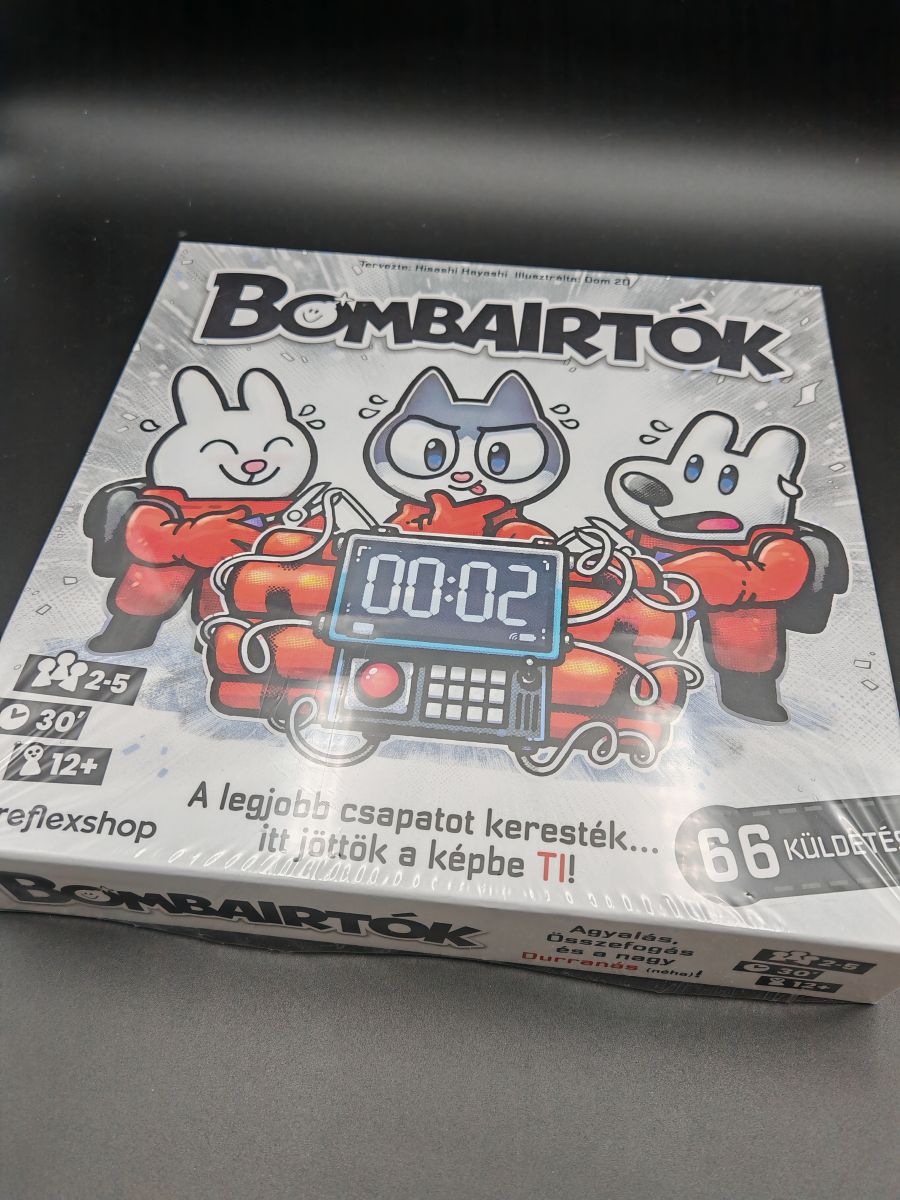 Tervezte: Hisashi Hayashi Illusztrálta: Dom 2D
BOMBAIRTÓK
00:02
2-5
30'
12+
reflexshop
A legjobb csapatot keresték...
itt jöttök a képbe TI!
66 KÜLDETÉS
BOMBAIRTÓK
Agyalás,
Összefogás
és a nagy
Durranás (néha)!
2-5
30'
12+